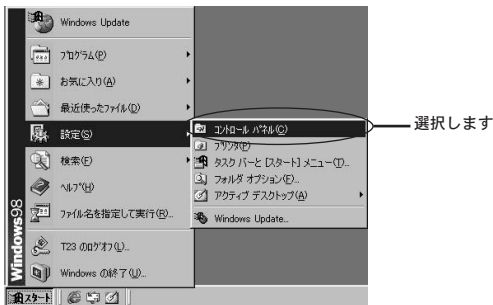 Windows Update
ﾌﾟﾛｸﾞﾗﾑ(P)
お気に入り(A)
最近使ったﾌｧｲﾙ(D)
設定(S)
検索(E)
ﾍﾙﾌﾟ(H)
ﾌｧｲﾙ名を指定して実行(R)...
T23 のﾛｸﾞｵﾌ(L)...
Windows の終了(U)...
Windows98
ｺﾝﾄﾛｰﾙ ﾊﾟﾈﾙ(C)
ﾌﾟﾘﾝﾀ(P)
タスク バーと [スタート] メニュー(T)...
フォルダ オプション(F)...
アクティブ デスクトップ(A)
Windows Update...
選択します
ｽﾀｰﾄ